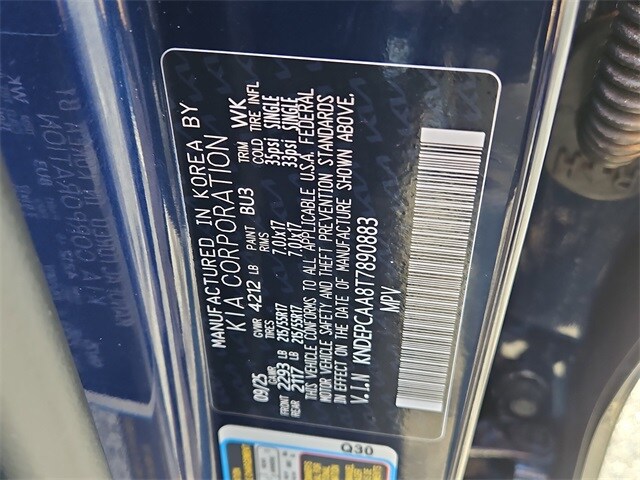 MANUFACTURED IN KOREA BY
KIA CORPORATION
09/25 GVWR 4212 LB PAINT BU3 TRIM WK
GAWR TIRES RIMS COLD TIRE INFL
FRONT 2293 LB 215/55R17 7.0Jx17 35psi SINGLE
REAR 2117 LB 215/55R17 7.0Jx17 33psi SINGLE
THIS VEHICLE CONFORMS TO ALL APPLICABLE U.S.A. FEDERAL
MOTOR VEHICLE SAFETY AND THEFT PREVENTION STANDARDS
IN EFFECT ON THE DATE OF MANUFACTURE SHOWN ABOVE.
V.I.N KNDEPCAA8T7890883
MPV
Q30